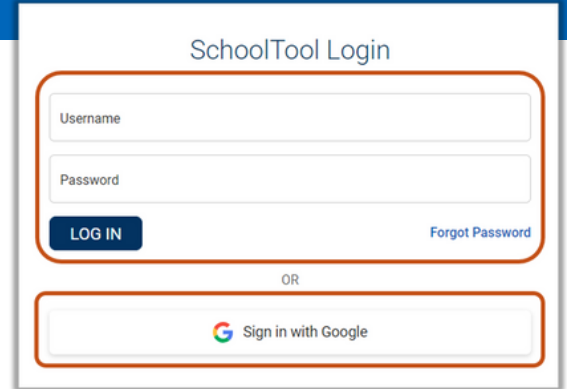 SchoolTool Login
Username
Password
LOG IN
Forgot Password
OR
Sign in with Google